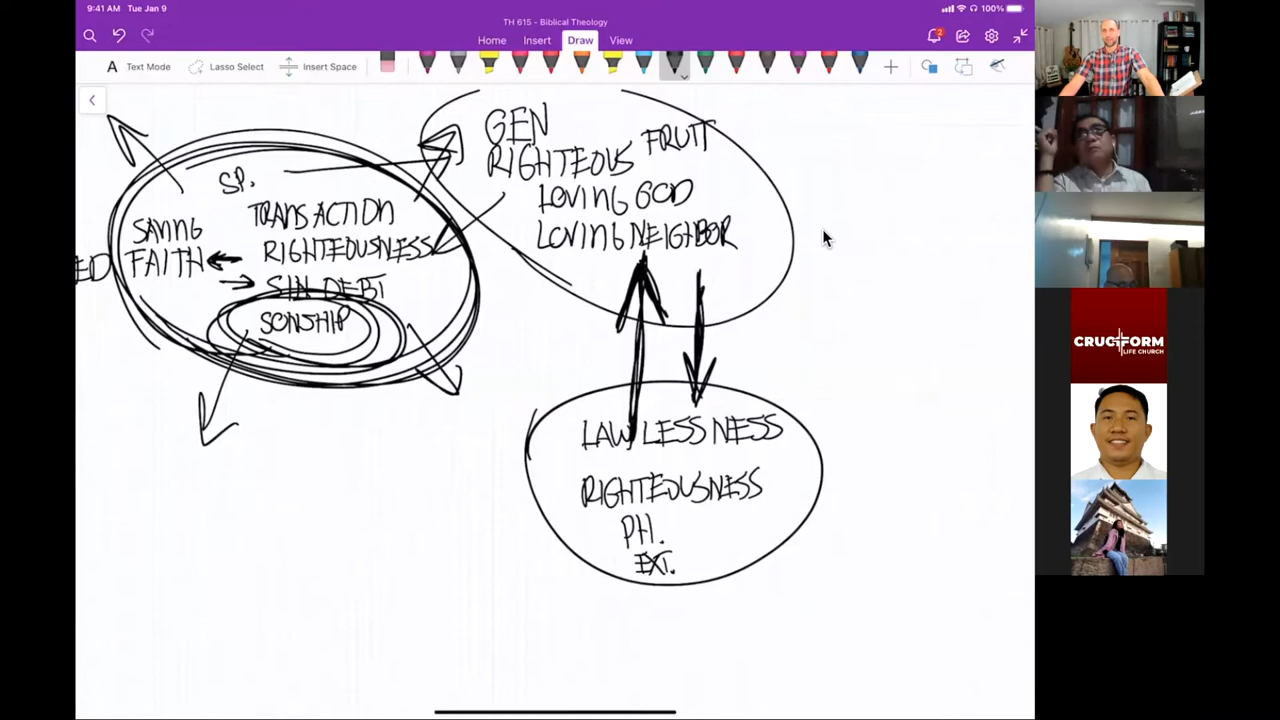 9:41 AM Tue Jan 9
100%
TH 615 - Biblical Theology
Home Insert Draw View
2
Text Mode
Lasso Select
Insert Space
GEN
FRUIT
RIGHTEOUS
LOVING GOD
LOVING NEIGHBOR
SP.
TRANSACTION
SAVING
RIGHTEOUSNESS
FAITH
ED
SIN DEBT
SONSHIP
LAWLESSNESS
RIGHTEOUSNESS
PH.
EXT.
CRUCIFORM
LIFE CHURCH